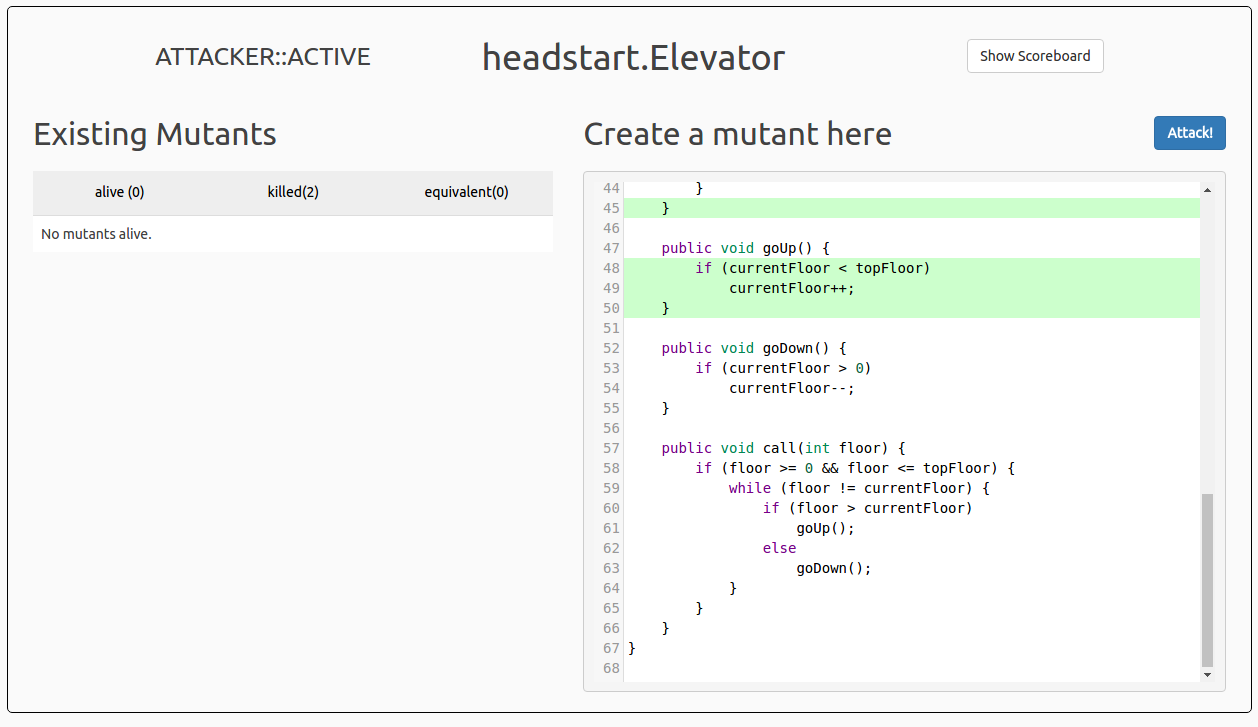 ATTACKER::ACTIVE
headstart.Elevator
Show Scoreboard
Existing Mutants
alive (0) killed(2) equivalent(0)
No mutants alive.
Create a mutant here
Attack!
44         }
45     }
46
47     public void goUp() {
48         if (currentFloor < topFloor)
49             currentFloor++;
50     }
51
52     public void goDown() {
53         if (currentFloor > 0)
54             currentFloor--;
55     }
56
57     public void call(int floor) {
58         if (floor >= 0 && floor <= topFloor) {
59             while (floor != currentFloor) {
60                 if (floor > currentFloor)
61                     goUp();
62                 else
63                     goDown();
64             }
65         }
66     }
67 }
68